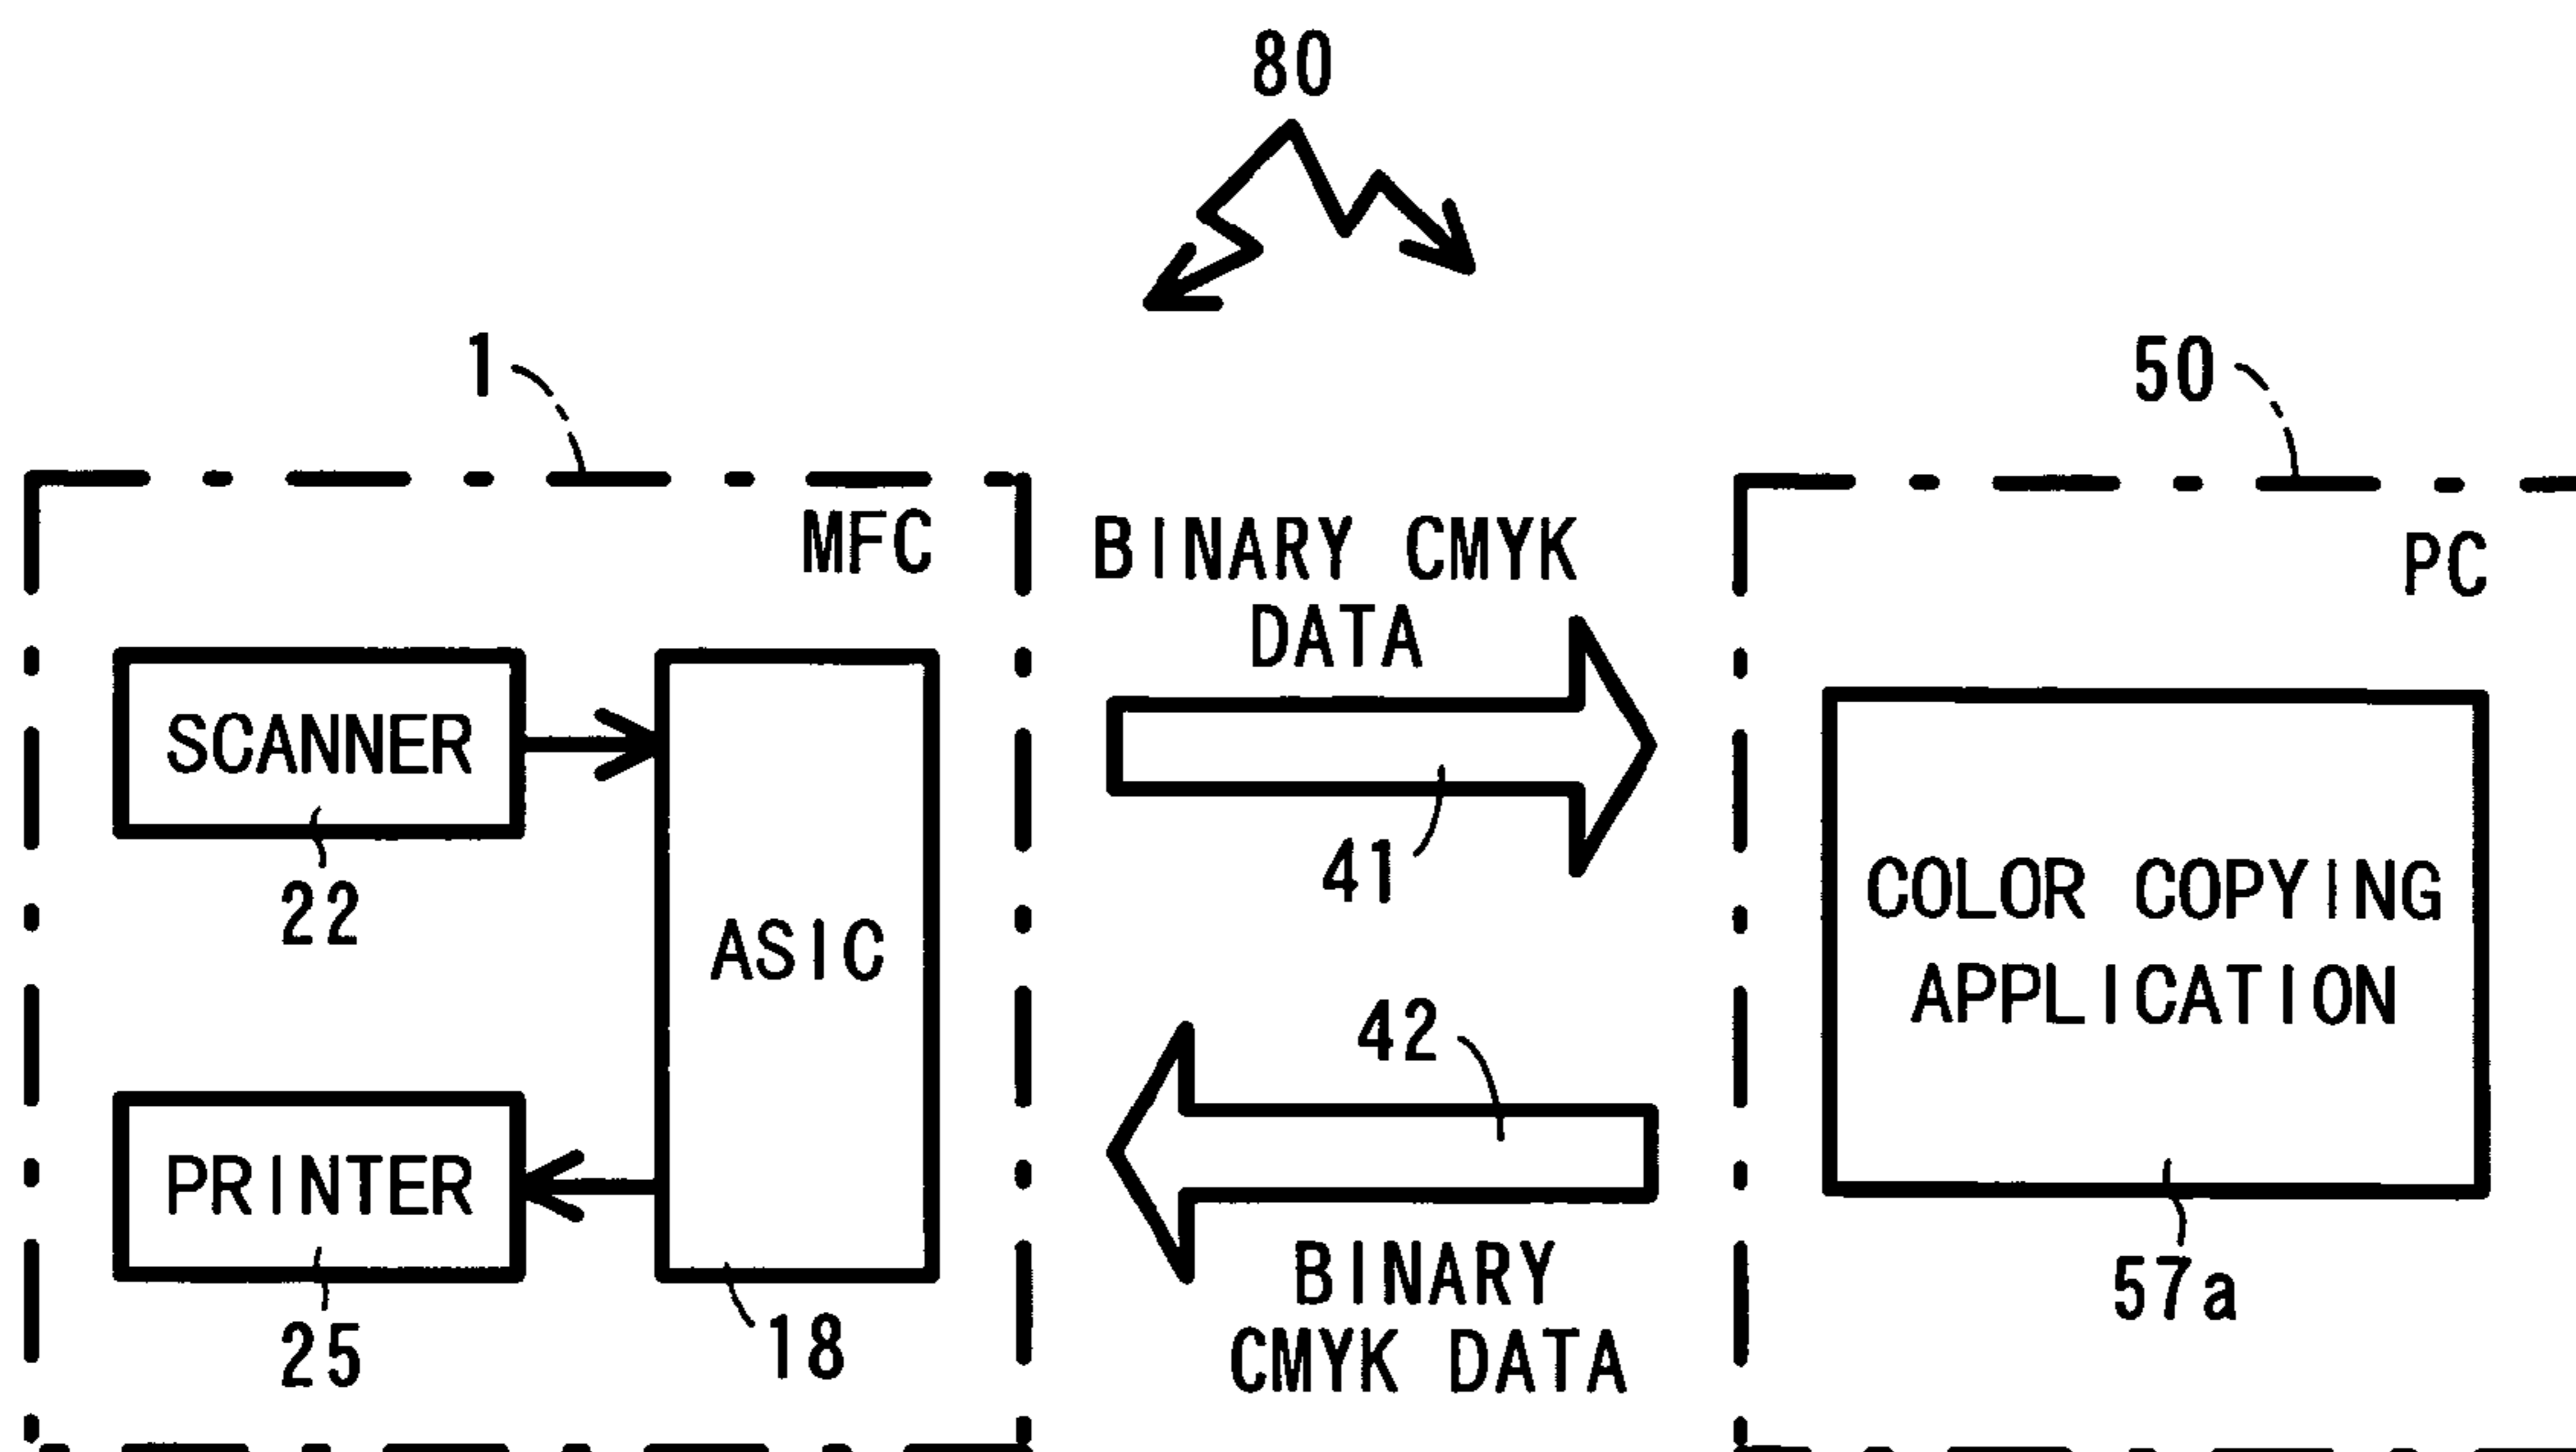 80
1
50
MFC
BINARY CMYK
DATA
PC
SCANNER
22
ASIC
41
COLOR COPYING
APPLICATION
42
PRINTER
25
18
BINARY
CMYK DATA
57a